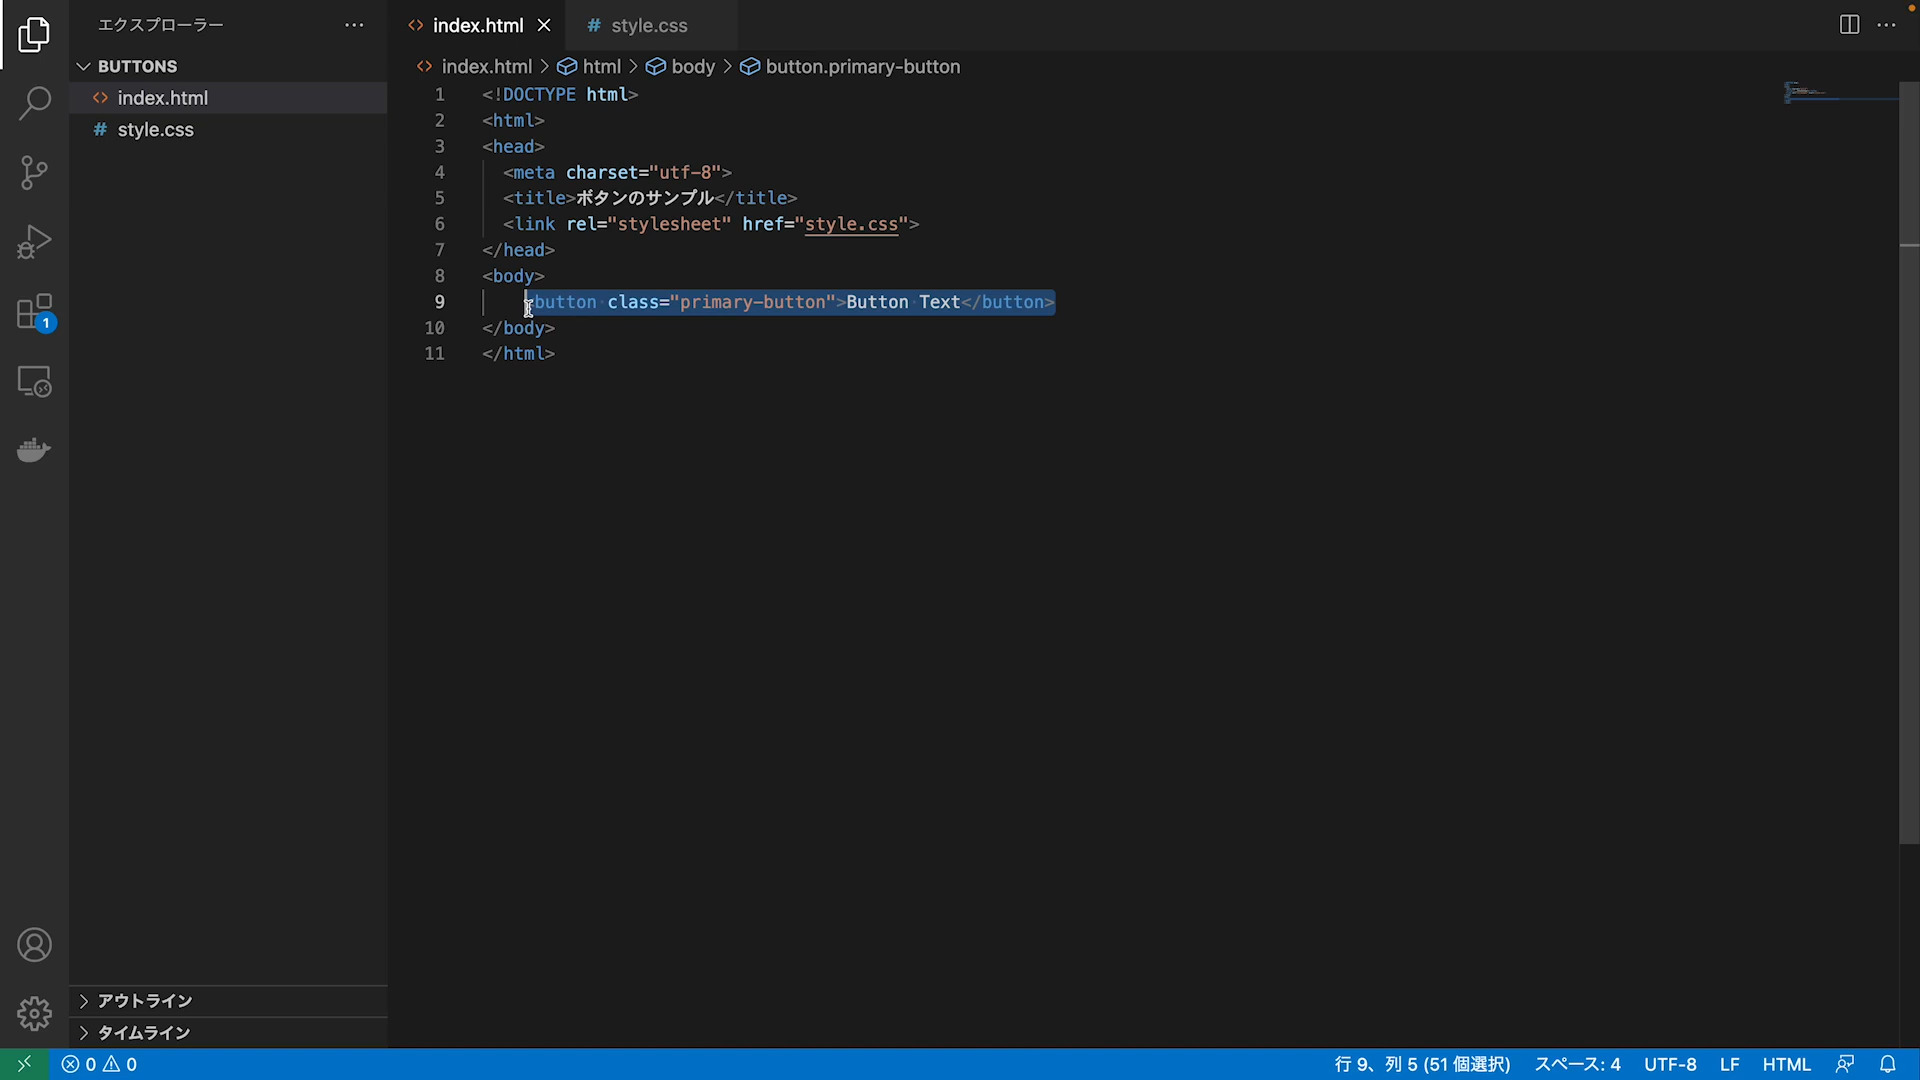 エクスプローラー
BUTTONS
index.html
style.css
アウトライン
タイムライン
index.html
style.css
index.html > html > body > button.primary-button
1 <!DOCTYPE html>
2 <html>
3 <head>
4 <meta charset="utf-8">
5 <title>ボタンのサンプル</title>
6 <link rel="stylesheet" href="style.css">
7 </head>
8 <body>
9 <button class="primary-button">Button Text</button>
10 </body>
11 </html>
1
0 0
行 9、列 5 (51 個選択) スペース: 4 UTF-8 LF HTML